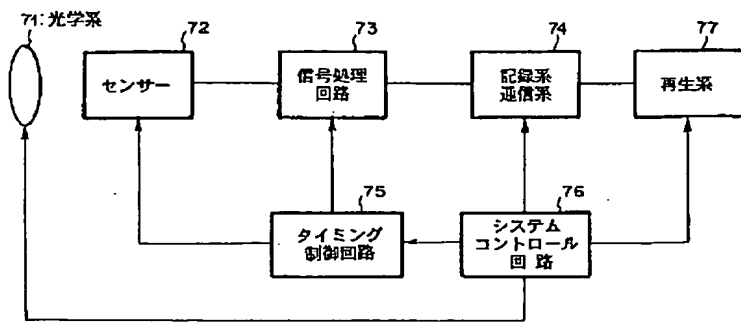 71:光学系
72
センサー
73
信号処理
回路
74
記録系
通信系
77
再生系
75
タイミング
制御回路
76
システム
コントロール
回路